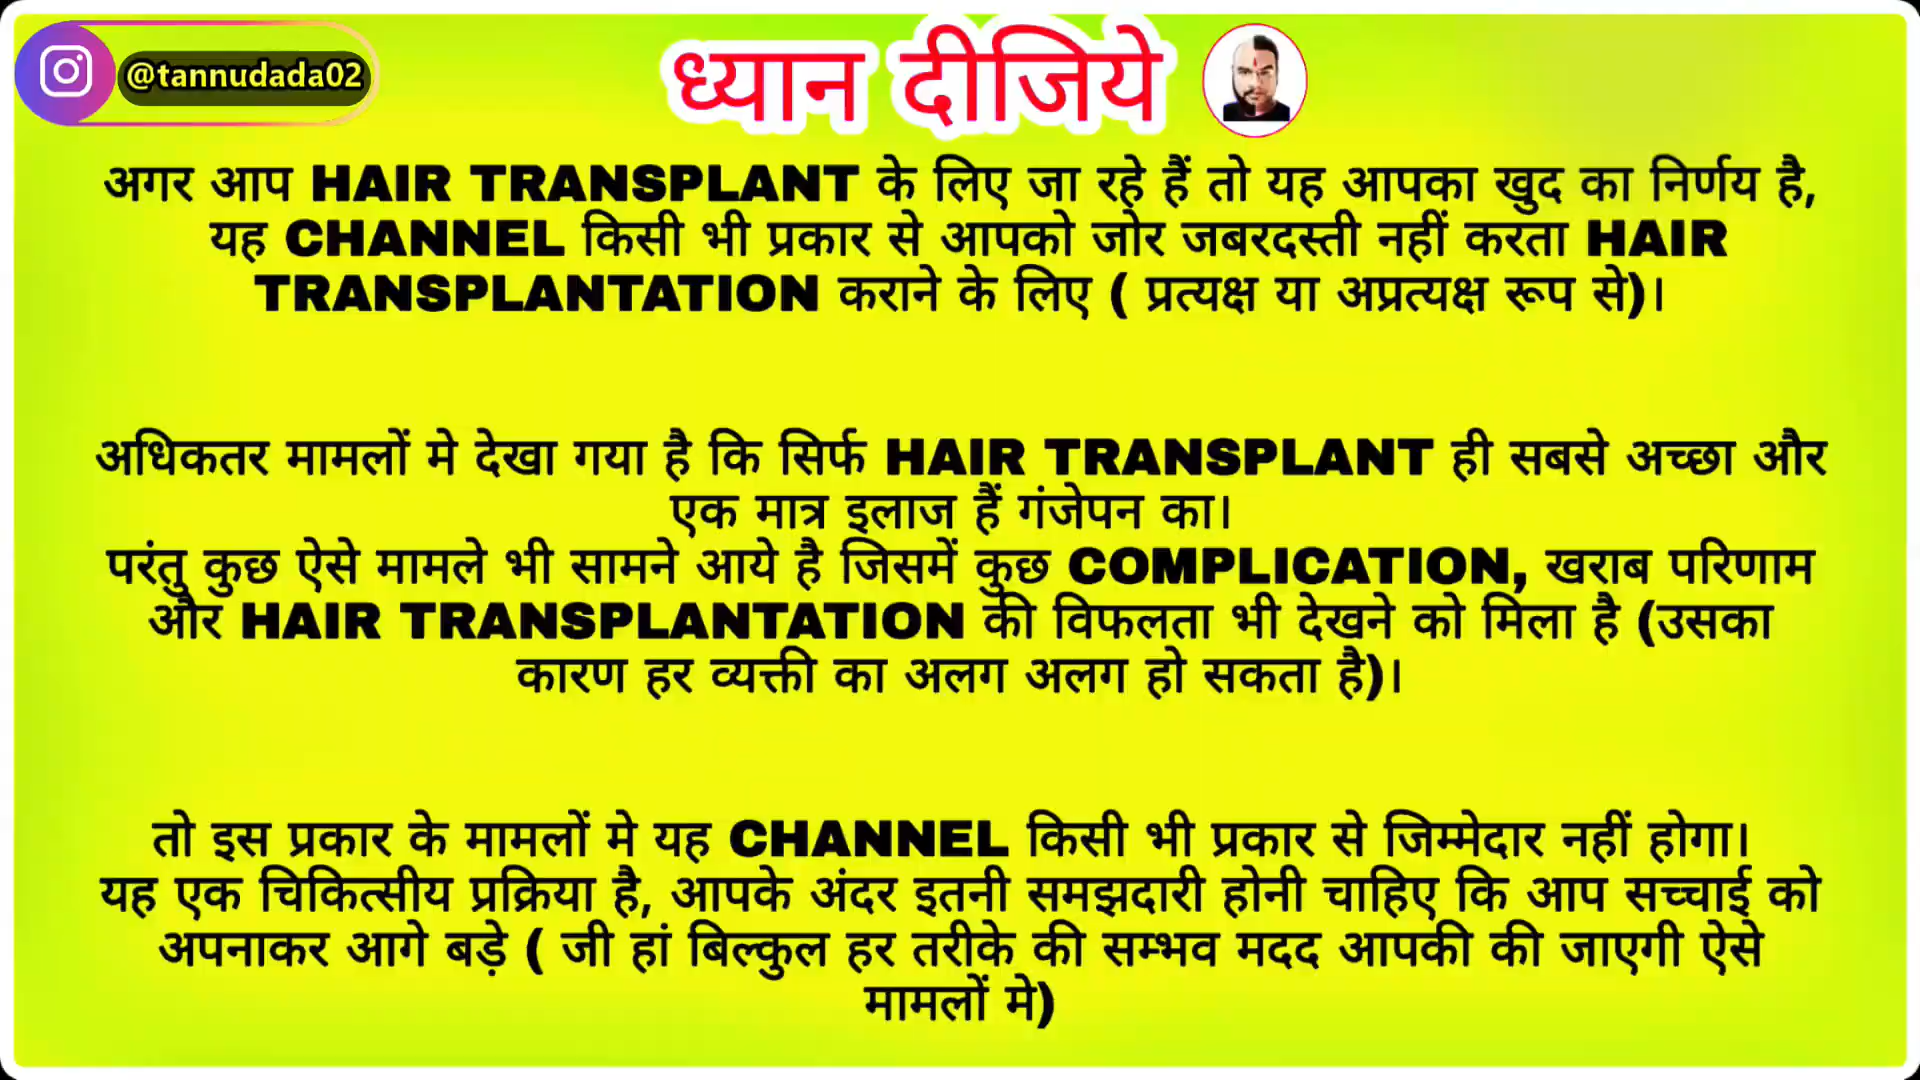 @tannudada02
ध्यान दीजिये
अगर आप HAIR TRANSPLANT के लिए जा रहे हैं तो यह आपका खुद का निर्णय है,
यह CHANNEL किसी भी प्रकार से आपको जोर जबरदस्ती नहीं करता HAIR
TRANSPLANTATION कराने के लिए ( प्रत्यक्ष या अप्रत्यक्ष रूप से)।
अधिकतर मामलों मे देखा गया है कि सिर्फ HAIR TRANSPLANT ही सबसे अच्छा और
एक मात्र इलाज हैं गंजेपन का।
परंतु कुछ ऐसे मामले भी सामने आये है जिसमें कुछ COMPLICATION, खराब परिणाम
और HAIR TRANSPLANTATION की विफलता भी देखने को मिला है (उसका
कारण हर व्यक्ती का अलग अलग हो सकता है)।
तो इस प्रकार के मामलों मे यह CHANNEL किसी भी प्रकार से जिम्मेदार नहीं होगा।
यह एक चिकित्सीय प्रक्रिया है, आपके अंदर इतनी समझदारी होनी चाहिए कि आप सच्चाई को
अपनाकर आगे बड़े ( जी हां बिल्कुल हर तरीके की सम्भव मदद आपकी की जाएगी ऐसे
मामलों मे)